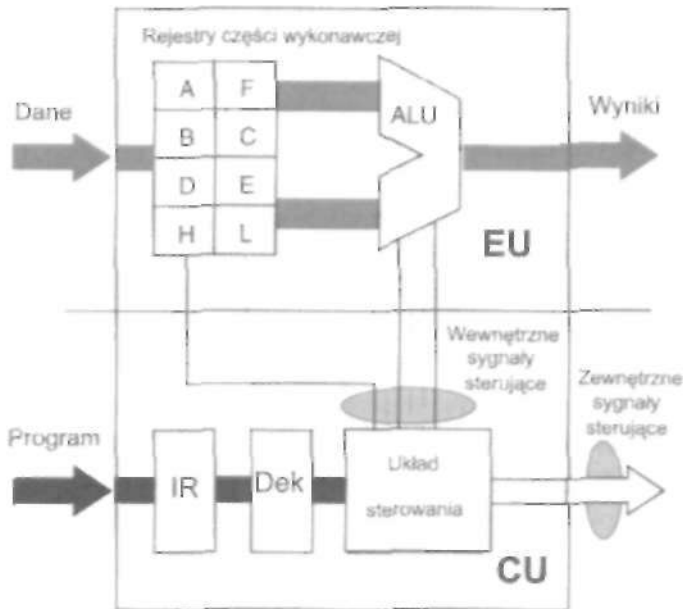 Rejestry części wykonawczej
Dane
A F
B C
D E
H L
ALU
Wyniki
EU
Wewnętrzne
sygnały
sterujące
Zewnętrzne
sygnały
sterujące
Program
IR
Dek
Układ
sterowania
CU